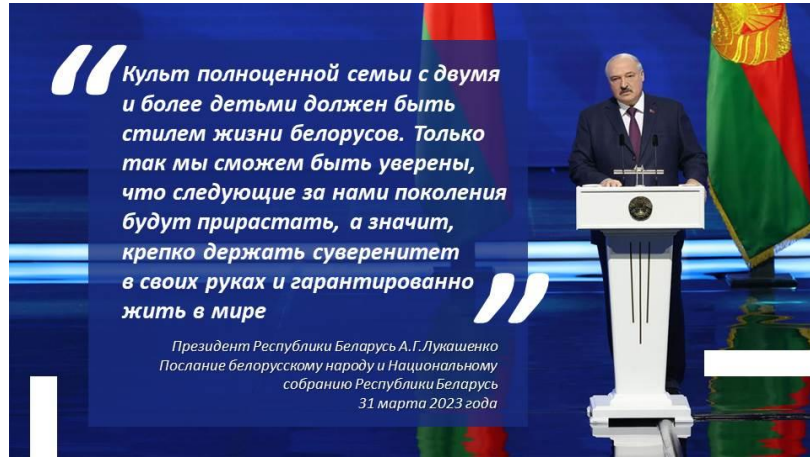 “
Культ полноценной семьи с двумя
и более детьми должен быть
стилем жизни белорусов. Только
так мы сможем быть уверены,
что следующие за нами поколения
будут прирастать, а значит,
крепко держать суверенитет
в своих руках и гарантированно
жить в мире
”
Президент Республики Беларусь А.Г.Лукашенко
Послание белорусскому народу и Национальному
собранию Республики Беларусь
31 марта 2023 года